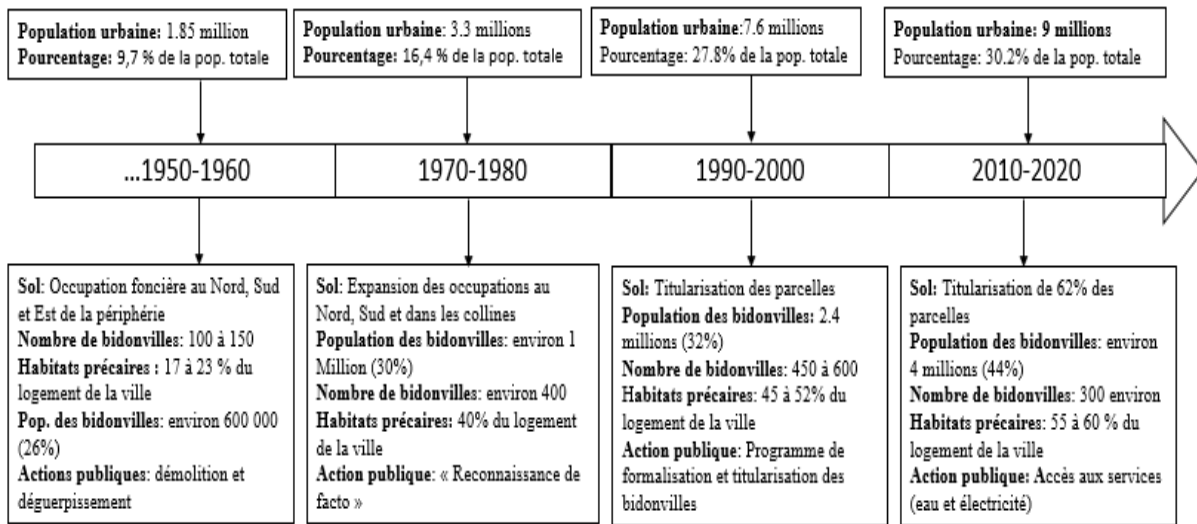 Population urbaine: 1.85 million
Pourcentage: 9,7 % de la pop. totale
Population urbaine: 3.3 millions
Pourcentage: 16,4 % de la pop. totale
Population urbaine:7.6 millions
Pourcentage: 27.8% de la pop. totale
Population urbaine: 9 millions
Pourcentage: 30.2% de la pop. totale
...1950-1960
1970-1980
1990-2000
2010-2020
Sol: Occupation foncière au Nord, Sud
et Est de la périphérie
Nombre de bidonvilles: 100 à 150
Habitats précaires : 17 à 23 % du
logement de la ville
Pop. des bidonvilles: environ 600 000
(26%)
Actions publiques: démolition et
déguerpissement
Sol: Expansion des occupations au
Nord, Sud et dans les collines
Population des bidonvilles: environ 1
Million (30%)
Nombre de bidonvilles: environ 400
Habitats précaires: 40% du logement
de la ville
Action publique: « Reconnaissance de
facto »
Sol: Titularisation des parcelles
Population des bidonvilles: 2.4
millions (32%)
Nombre de bidonvilles: 450 à 600
Habitats précaires: 45 à 52% du
logement de la ville
Action publique: Programme de
formalisation et titularisation des
bidonvilles
Sol: Titularisation de 62% des
parcelles
Population des bidonvilles: environ
4 millions (44%)
Nombre de bidonvilles: 300 environ
Habitats précaires: 55 à 60 % du
logement de la ville
Action publique: Accès aux services
(eau et électricité)